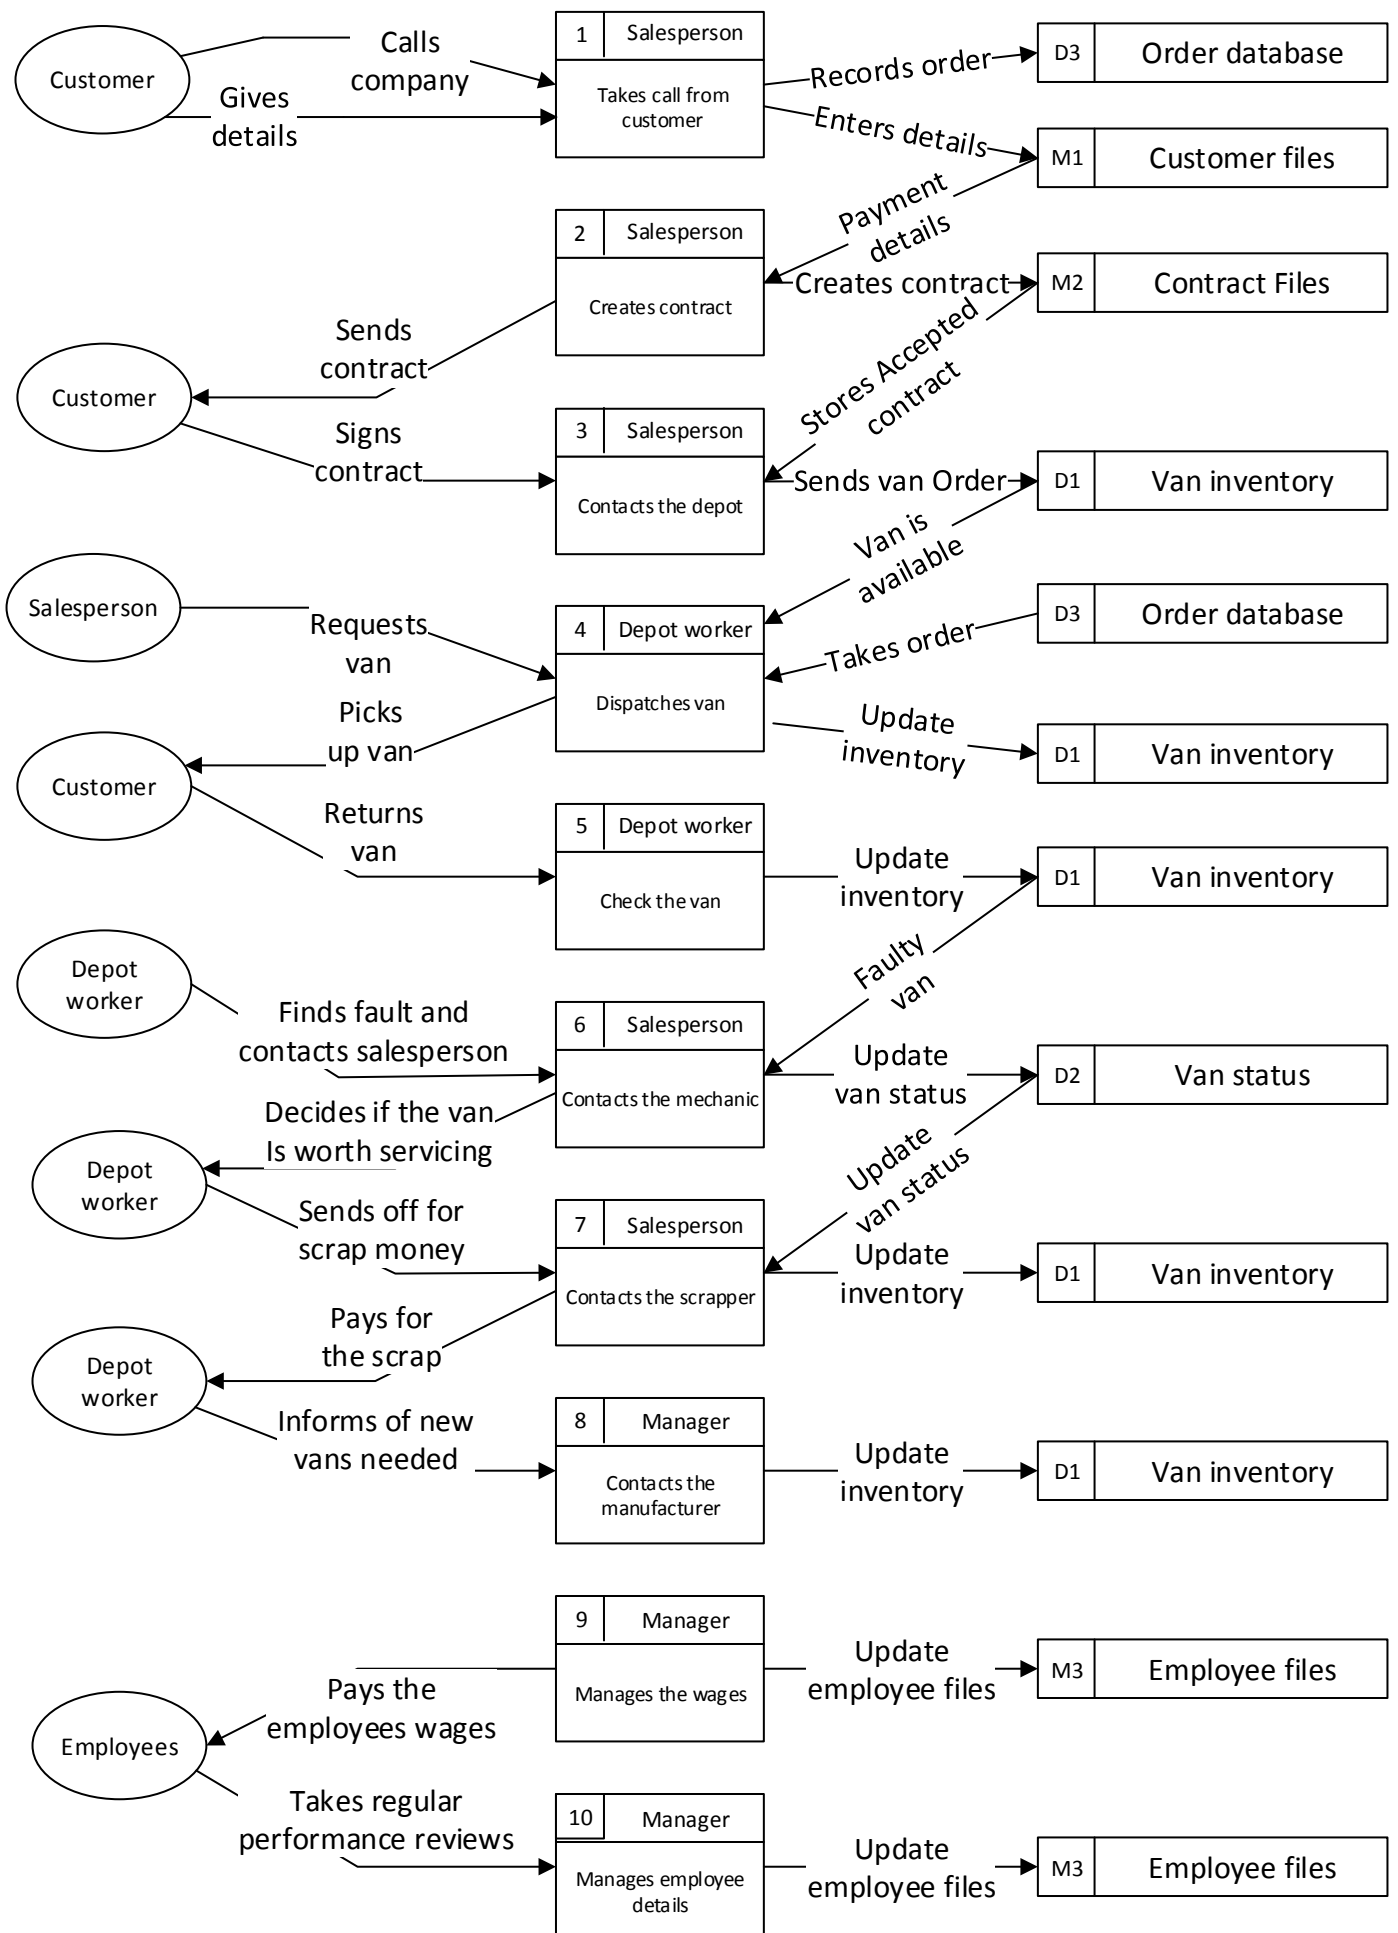 Customer
Calls
company
Gives
details
1
Salesperson
Takes call from
customer
Records order
Enters details
D3
Order database
M1
Customer files
Payment
details
2
Salesperson
Creates contract
Creates contract
M2
Contract Files
Sends
contract
Customer
Signs
contract
Stores Accepted
contract
3
Salesperson
Contacts the depot
Sends van Order
D1
Van inventory
Van is
available
Salesperson
Requests
van
4
Depot worker
Dispatches van
Takes order
D3
Order database
Picks
up van
Update
inventory
D1
Van inventory
Customer
Returns
van
5
Depot worker
Check the van
Update
inventory
D1
Van inventory
Faulty
van
Depot
worker
Finds fault and
contacts salesperson
6
Salesperson
Contacts the mechanic
Update
van status
D2
Van status
Decides if the van
Is worth servicing
Update
van status
Depot
worker
Sends off for
scrap money
7
Salesperson
Contacts the scrapper
Update
inventory
D1
Van inventory
Pays for
the scrap
Depot
worker
Informs of new
vans needed
8
Manager
Contacts the
manufacturer
Update
inventory
D1
Van inventory
9
Manager
Manages the wages
Update
employee files
M3
Employee files
Pays the
employees wages
Employees
Takes regular
performance reviews
10
Manager
Manages employee
details
Update
employee files
M3
Employee files